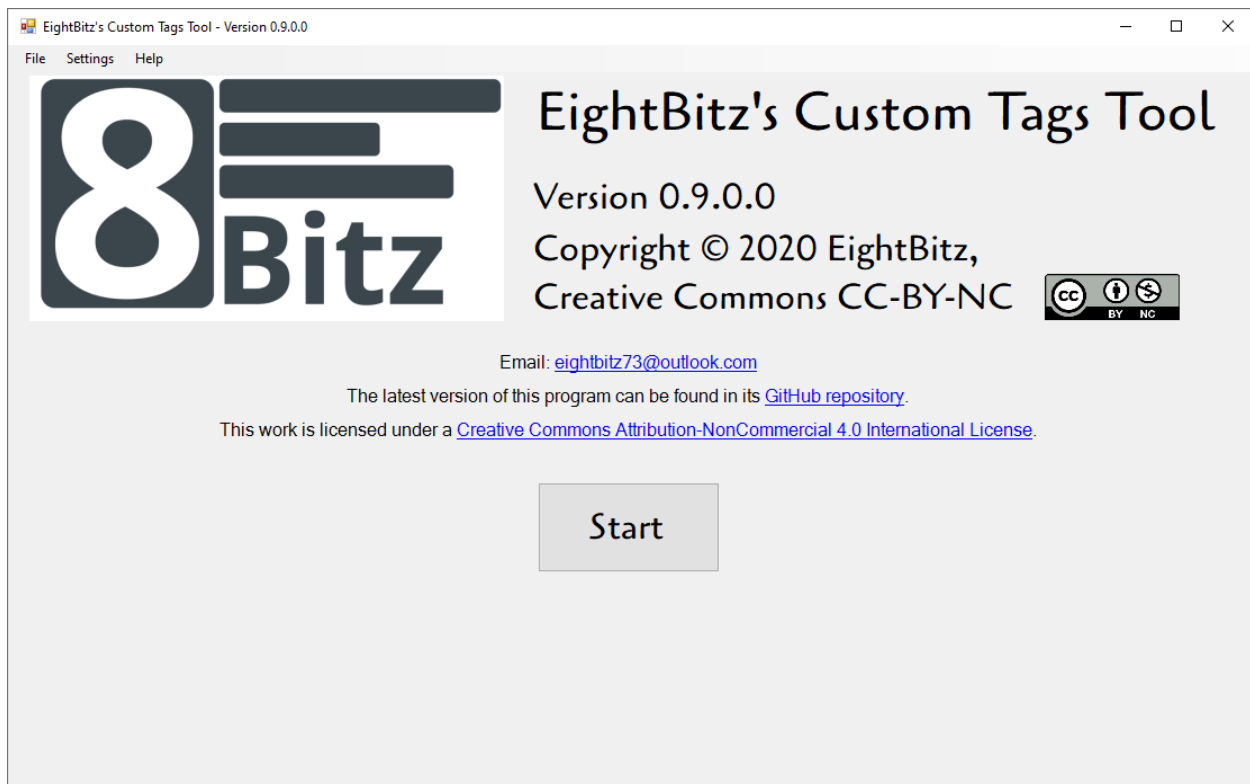 EightBitz's Custom Tags Tool - Version 0.9.0.0
File Settings Help
8
Bitz
EightBitz's Custom Tags Tool
Version 0.9.0.0
Copyright © 2020 EightBitz,
Creative Commons CC-BY-NC
cc
BY NC
Email: eightbitz73@outlook.com
The latest version of this program can be found in its GitHub repository.
This work is licensed under a Creative Commons Attribution-NonCommercial 4.0 International License.
Start